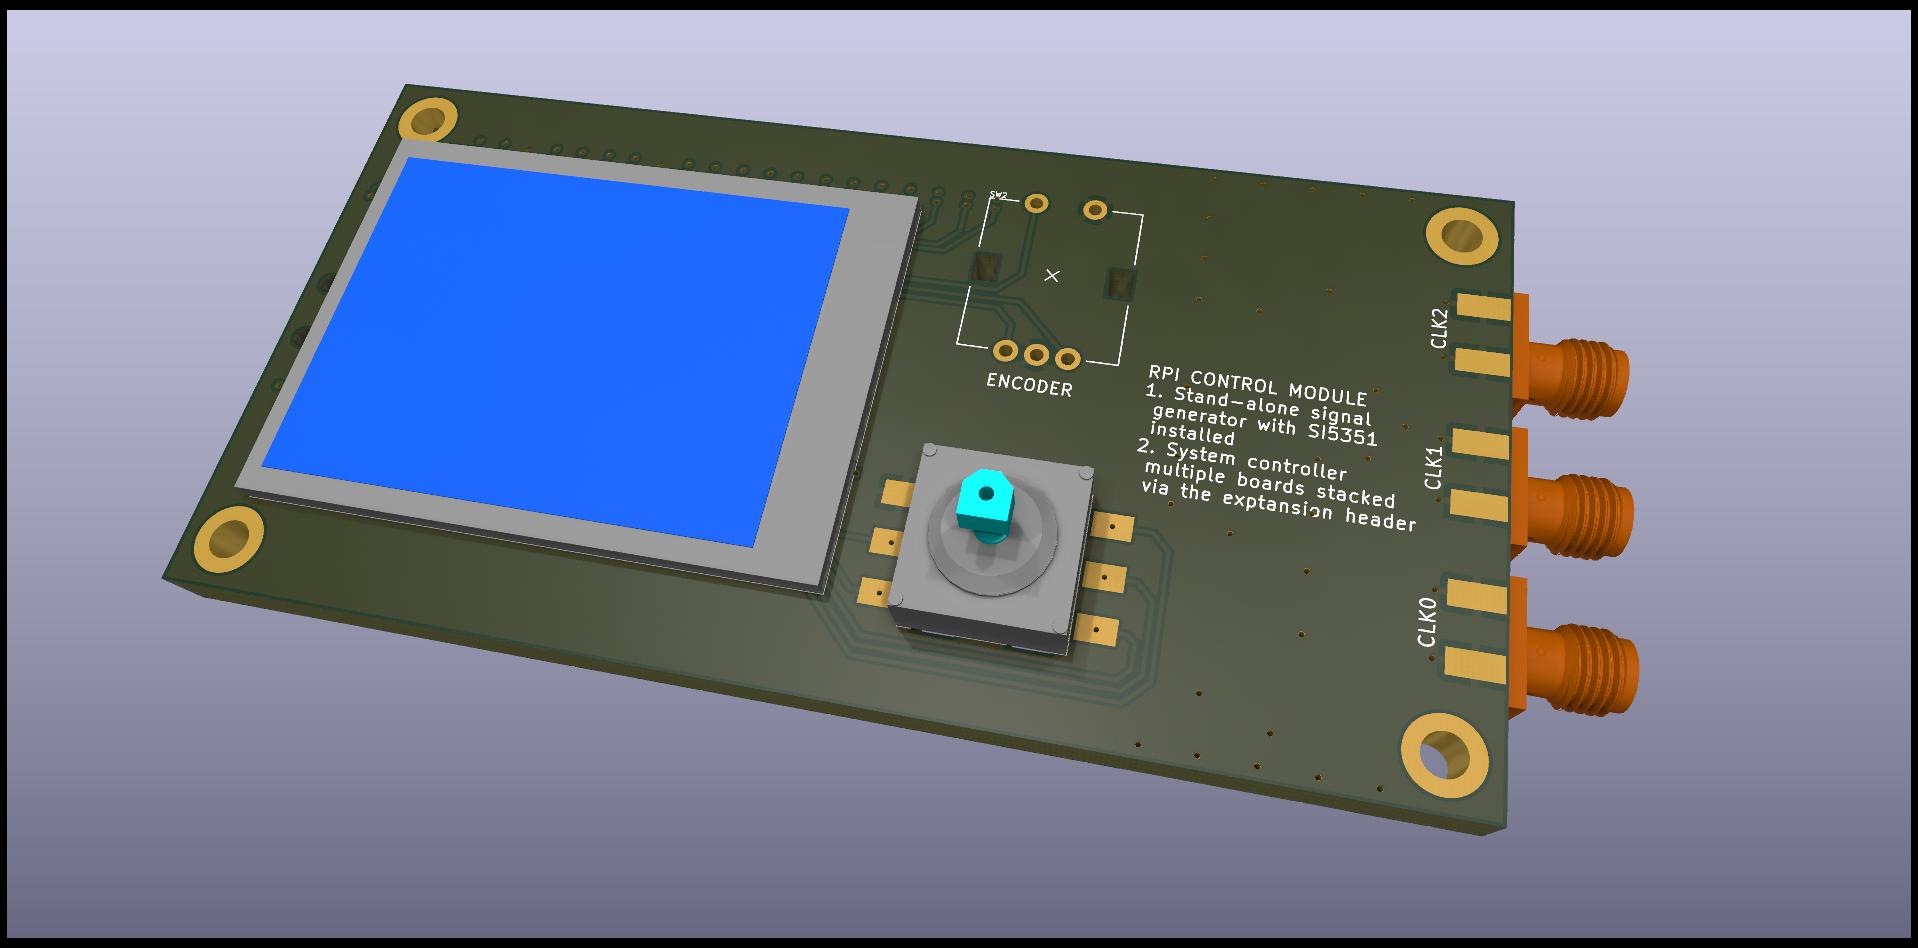 SW2
ENCODER
RPI CONTROL MODULE
1. Stand-alone signal
generator with SI5351
installed
2. System controller
multiple boards stacked
via the exptansion header
CLK2
CLK1
CLK0